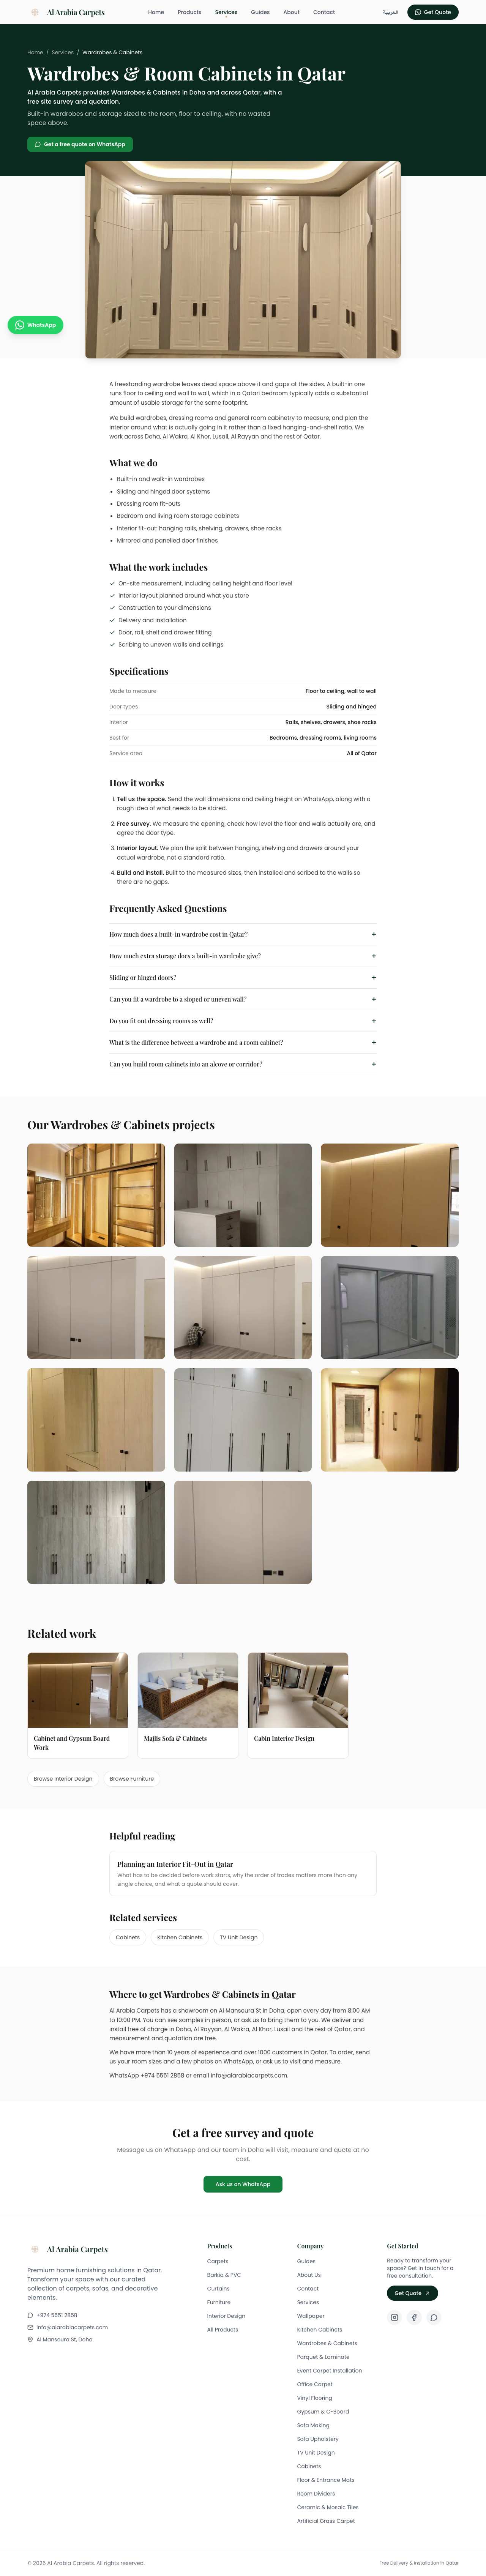 Al Arabia Carpets
Home
Products
Services
Guides
About
Contact
العربية
Get Quote
Home / Services / Wardrobes & Cabinets
Wardrobes & Room Cabinets in Qatar
Al Arabia Carpets provides Wardrobes & Cabinets in Doha and across Qatar, with a
free site survey and quotation.
Built-in wardrobes and storage sized to the room, floor to ceiling, with no wasted
space above.
Get a free quote on WhatsApp
WhatsApp
A freestanding wardrobe leaves dead space above it and gaps at the sides. A built-in one
runs floor to ceiling and wall to wall, which in a Qatari bedroom typically adds a substantial
amount of usable storage for the same footprint.
We build wardrobes, dressing rooms and general room cabinetry to measure, and plan the
interior around what is actually going in it rather than a fixed hanging-and-shelf ratio. We
work across Doha, Al Wakra, Al Khor, Lusail, Al Rayyan and the rest of Qatar.
What we do
• Built-in and walk-in wardrobes
• Sliding and hinged door systems
• Dressing room fit-outs
• Bedroom and living room storage cabinets
• Interior fit-out: hanging rails, shelving, drawers, shoe racks
• Mirrored and panelled door finishes
What the work includes
On-site measurement, including ceiling height and floor level
Interior layout planned around what you store
Construction to your dimensions
Delivery and installation
Door, rail, shelf and drawer fitting
Scribing to uneven walls and ceilings
Specifications
Made to measure Floor to ceiling, wall to wall
Door types Sliding and hinged
Interior Rails, shelves, drawers, shoe racks
Best for Bedrooms, dressing rooms, living rooms
Service area All of Qatar
How it works
1. Tell us the space. Send the wall dimensions and ceiling height on WhatsApp, along with a
rough idea of what needs to be stored.
2. Free survey. We measure the opening, check how level the floor and walls actually are, and
agree the door type.
3. Interior layout. We plan the split between hanging, shelving and drawers around your
actual wardrobe, not a standard ratio.
4. Build and install. Built to the measured sizes, then installed and scribed to the walls so
there are no gaps.
Frequently Asked Questions
How much does a built-in wardrobe cost in Qatar? +
How much extra storage does a built-in wardrobe give? +
Sliding or hinged doors? +
Can you fit a wardrobe to a sloped or uneven wall? +
Do you fit out dressing rooms as well? +
What is the difference between a wardrobe and a room cabinet? +
Can you build room cabinets into an alcove or corridor? +
Our Wardrobes & Cabinets projects
Related work
Cabinet and Gypsum Board
Work
Majlis Sofa & Cabinets
Cabin Interior Design
Browse Interior Design
Browse Furniture
Helpful reading
Planning an Interior Fit-Out in Qatar
What has to be decided before work starts, why the order of trades matters more than any
single choice, and what a quote should cover.
Related services
Cabinets
Kitchen Cabinets
TV Unit Design
Where to get Wardrobes & Cabinets in Qatar
Al Arabia Carpets has a showroom on Al Mansoura St in Doha, open every day from 8:00 AM
to 10:00 PM. You can see samples in person, or ask us to bring them to you. We deliver and
install free of charge in Doha, Al Rayyan, Al Wakra, Al Khor, Lusail and the rest of Qatar, and
measurement and quotation are free.
We have more than 10 years of experience and over 1000 customers in Qatar. To order, send
us your room sizes and a few photos on WhatsApp, or ask us to visit and measure.
WhatsApp +974 5551 2858 or email info@alarabiacarpets.com.
Get a free survey and quote
Message us on WhatsApp and our team in Doha will visit, measure and quote at no
cost.
Ask us on WhatsApp
Al Arabia Carpets
Premium home furnishing solutions in Qatar.
Transform your space with our curated
collection of carpets, sofas, and decorative
elements.
+974 5551 2858
info@alarabiacarpets.com
Al Mansoura St, Doha
Products
Carpets
Barkia & PVC
Curtains
Furniture
Interior Design
All Products
Company
Guides
About Us
Contact
Services
Wallpaper
Kitchen Cabinets
Wardrobes & Cabinets
Parquet & Laminate
Event Carpet Installation
Office Carpet
Vinyl Flooring
Gypsum & C-Board
Sofa Making
Sofa Upholstery
TV Unit Design
Cabinets
Floor & Entrance Mats
Room Dividers
Ceramic & Mosaic Tiles
Artificial Grass Carpet
Get Started
Ready to transform your
space? Get in touch for a
free consultation.
Get Quote
© 2026 Al Arabia Carpets. All rights reserved.
Free Delivery & Installation in Qatar